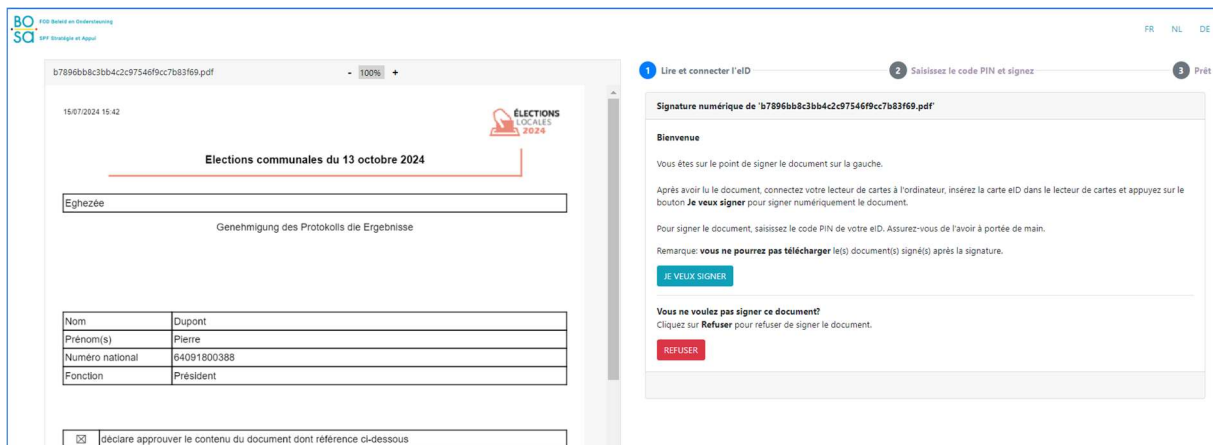 BO
SA
FOD Beleid en Ondersteuning
SPF Stratégie et Appui
FR NL DE
b7896bb8c3bb4c2c97546f9cc7b83f69.pdf
- 100% +
15/07/2024 15:42
ÉLECTIONS
LOCALES
2024
Elections communales du 13 octobre 2024
Eghezée
Genehmigung des Protokolls die Ergebnisse
Nom Dupont
Prénom(s) Pierre
Numéro national 64091800388
Fonction Président
déclare approuver le contenu du document dont référence ci-dessous
1 Lire et connecter l'eID
2 Saisissez le code PIN et signez
3 Prêt
Signature numérique de 'b7896bb8c3bb4c2c97546f9cc7b83f69.pdf'
Bienvenue
Vous êtes sur le point de signer le document sur la gauche.
Après avoir lu le document, connectez votre lecteur de cartes à l'ordinateur, insérez la carte eID dans le lecteur de cartes et appuyez sur le
bouton Je veux signer pour signer numériquement le document.
Pour signer le document, saisissez le code PIN de votre eID. Assurez-vous de l'avoir à portée de main.
Remarque: vous ne pourrez pas télécharger le(s) document(s) signé(s) après la signature.
JE VEUX SIGNER
Vous ne voulez pas signer ce document?
Cliquez sur Refuser pour refuser de signer le document.
REFUSER